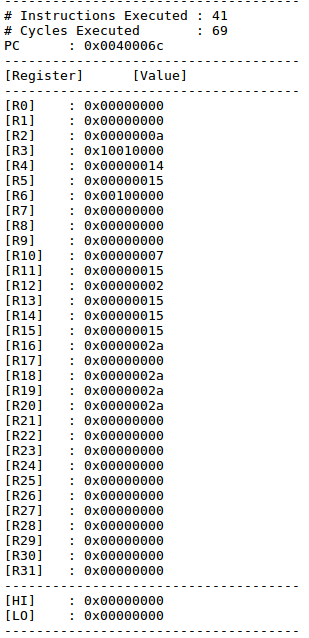 -------------------------------------
# Instructions Executed : 41
# Cycles Executed       : 69
PC      : 0x0040006c
-------------------------------------
[Register]      [Value]
-------------------------------------
[R0]    : 0x00000000
[R1]    : 0x00000000
[R2]    : 0x0000000a
[R3]    : 0x10010000
[R4]    : 0x00000014
[R5]    : 0x00000015
[R6]    : 0x00100000
[R7]    : 0x00000000
[R8]    : 0x00000000
[R9]    : 0x00000000
[R10]   : 0x00000007
[R11]   : 0x00000015
[R12]   : 0x00000002
[R13]   : 0x00000015
[R14]   : 0x00000015
[R15]   : 0x00000015
[R16]   : 0x0000002a
[R17]   : 0x00000000
[R18]   : 0x0000002a
[R19]   : 0x0000002a
[R20]   : 0x0000002a
[R21]   : 0x00000000
[R22]   : 0x00000000
[R23]   : 0x00000000
[R24]   : 0x00000000
[R25]   : 0x00000000
[R26]   : 0x00000000
[R27]   : 0x00000000
[R28]   : 0x00000000
[R29]   : 0x00000000
[R30]   : 0x00000000
[R31]   : 0x00000000
-------------------------------------
[HI]    : 0x00000000
[LO]    : 0x00000000
-------------------------------------